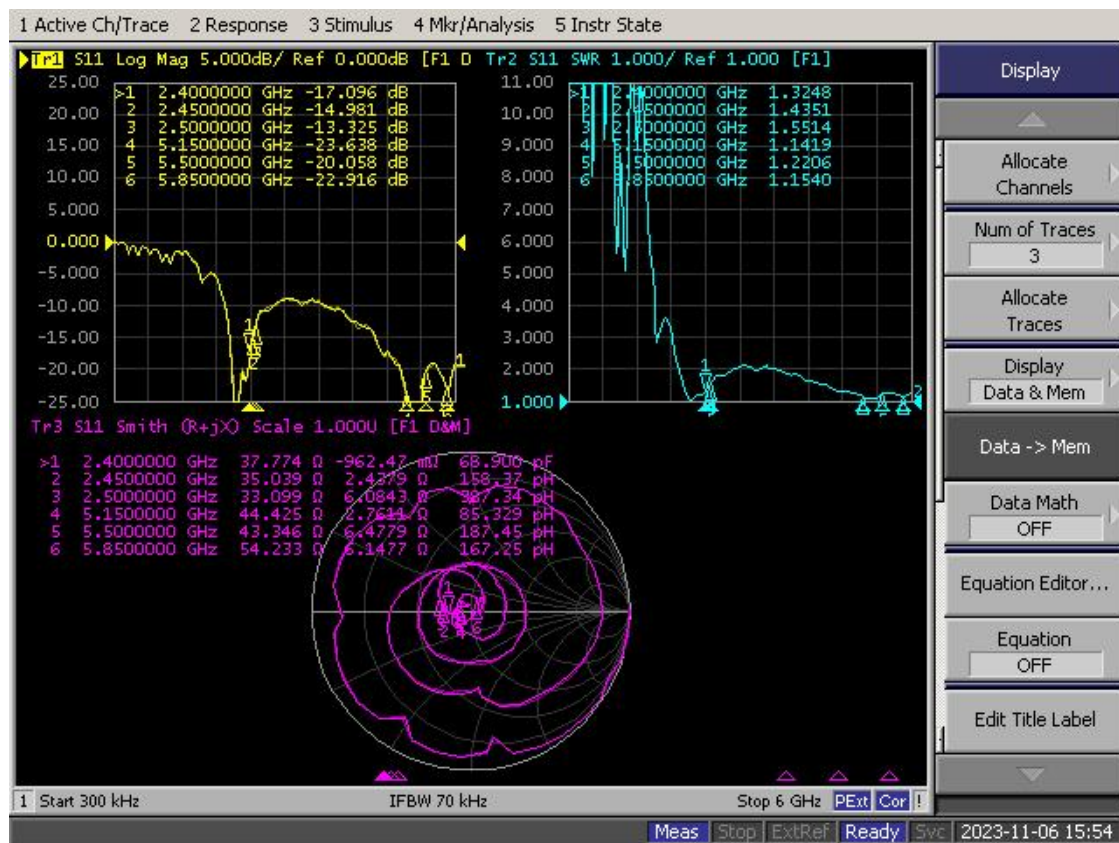 1 Active Ch/Trace 2 Response 3 Stimulus 4 Mkr/Analysis 5 Instr State
Tr1 S11 Log Mag 5.000dB/ Ref 0.000dB [F1 D
25.00
20.00
15.00
10.00
5.000
0.000
-5.000
-10.00
-15.00
-20.00
-25.00
>1 2.4000000 GHz -17.096 dB
2 2.4500000 GHz -14.981 dB
3 2.5000000 GHz -13.325 dB
4 5.1500000 GHz -23.638 dB
5 5.5000000 GHz -20.058 dB
6 5.8500000 GHz -22.916 dB
Tr2 S11 SWR 1.000/ Ref 1.000 [F1]
11.00
10.00
9.000
8.000
7.000
6.000
5.000
4.000
3.000
2.000
1.000
>1 GHz 1.3248
2 GHz 1.4351
3 GHz 1.5514
4 GHz 1.1419
5 GHz 1.2206
6 GHz 1.1540
Tr3 S11 Smith (R+jX) Scale 1.000U [F1 D&M]
>1 2.4000000 GHz 37.774 Ω -962.47 mΩ 68.900 pF
2 2.4500000 GHz 35.039 Ω 2.4379 Ω 158.37 pH
3 2.5000000 GHz 33.099 Ω 6.0843 Ω pH
4 5.1500000 GHz 44.425 Ω 2.7611 Ω 85.329 pH
5 5.5000000 GHz 43.346 Ω 6.4779 Ω 187.45 pH
6 5.8500000 GHz 54.233 Ω 6.1477 Ω 167.25 pH
1 Start 300 kHz IFBW 70 kHz Stop 6 GHz PExt Cor !
Meas Stop ExtRef Ready Svc 2023-11-06 15:54
Display
Allocate
Channels
Num of Traces
3
Allocate
Traces
Display
Data & Mem
Data -> Mem
Data Math
OFF
Equation Editor...
Equation
OFF
Edit Title Label